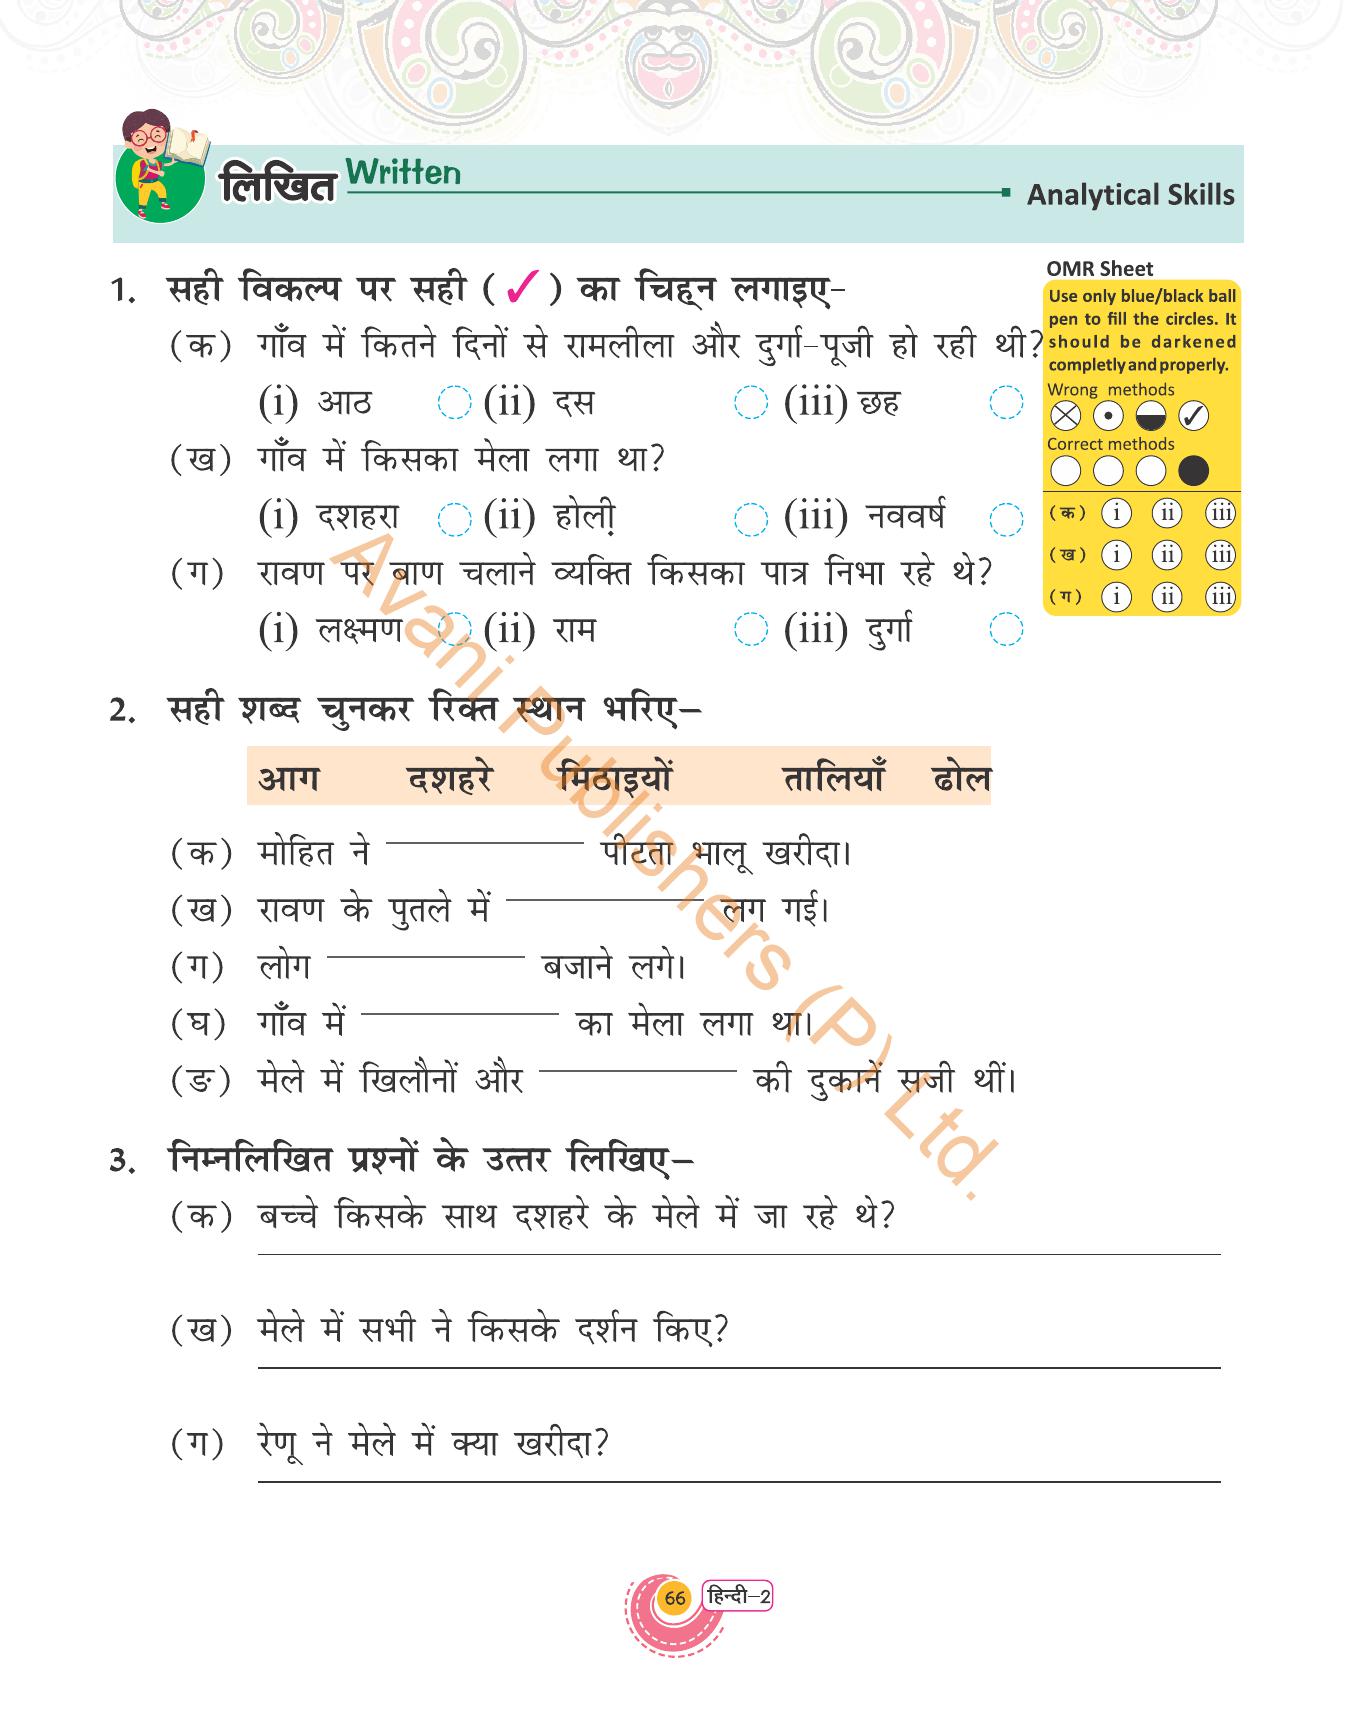 लिखित Written
Analytical Skills
1. सही विकल्प पर सही (✓) का चिह्न लगाइए-
(क) गाँव में कितने दिनों से रामलीला और दुर्गा-पूजी हो रही थी?
(i) आठ (ii) दस (iii) छह
(ख) गाँव में किसका मेला लगा था?
(i) दशहरा (ii) होली़ (iii) नववर्ष
(ग) रावण पर बाण चलाने व्यक्ति किसका पात्र निभा रहे थे?
(i) लक्ष्मण (ii) राम (iii) दुर्गा
OMR Sheet
Use only blue/black ball
pen to fill the circles. It
should be darkened
completly and properly.
Wrong methods
Correct methods
(क) i ii iii
(ख) i ii iii
(ग) i ii iii
2. सही शब्द चुनकर रिक्त स्थान भरिए—
आग दशहरे मिठाइयों तालियाँ ढोल
(क) मोहित ने ____________ पीटता भालू खरीदा।
(ख) रावण के पुतले में ____________ लग गई।
(ग) लोग ____________ बजाने लगे।
(घ) गाँव में ____________ का मेला लगा था।
(ङ) मेले में खिलौनों और ____________ की दुकानें सजी थीं।
3. निम्नलिखित प्रश्नों के उत्तर लिखिए—
(क) बच्चे किसके साथ दशहरे के मेले में जा रहे थे?
(ख) मेले में सभी ने किसके दर्शन किए?
(ग) रेणू ने मेले में क्या खरीदा?
Avani Publishers (P) Ltd.
66 हिन्दी—2